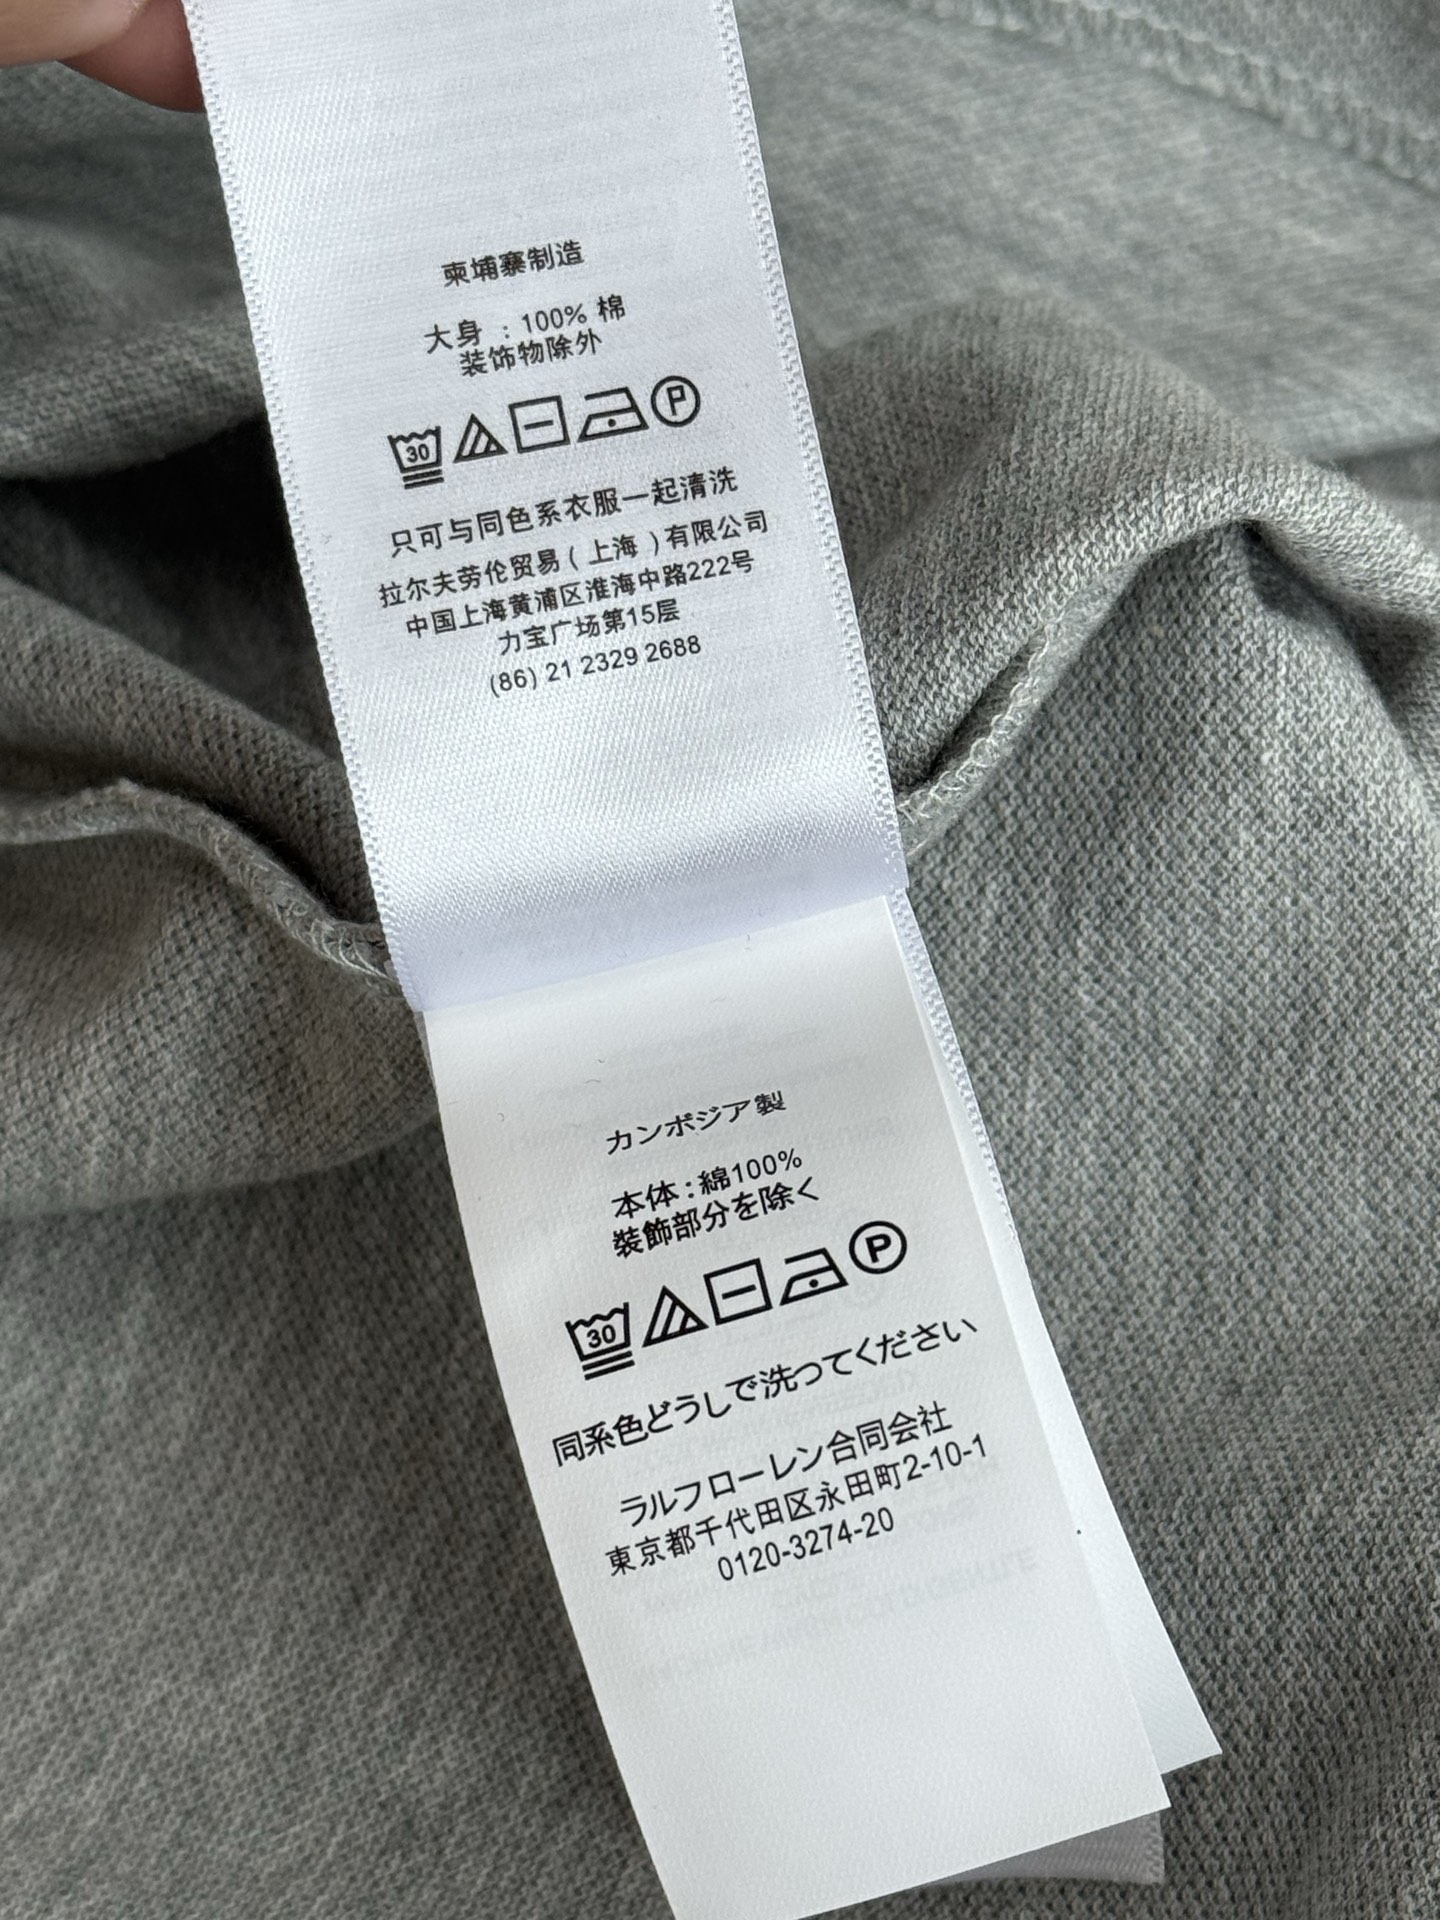 柬埔寨制造
大身 : 100% 棉
装饰物除外
30
P
只可与同色系衣服一起清洗
拉尔夫劳伦贸易 ( 上海 ) 有限公司
中国上海黄浦区淮海中路222号
力宝广场第15层
(86) 21 2329 2688
カンボジア製
本体 : 綿100%
装飾部分を除く
30
P
同系色どうしで洗ってください
ラルフローレン合同会社
東京都千代田区永田町2-10-1
0120-3274-20